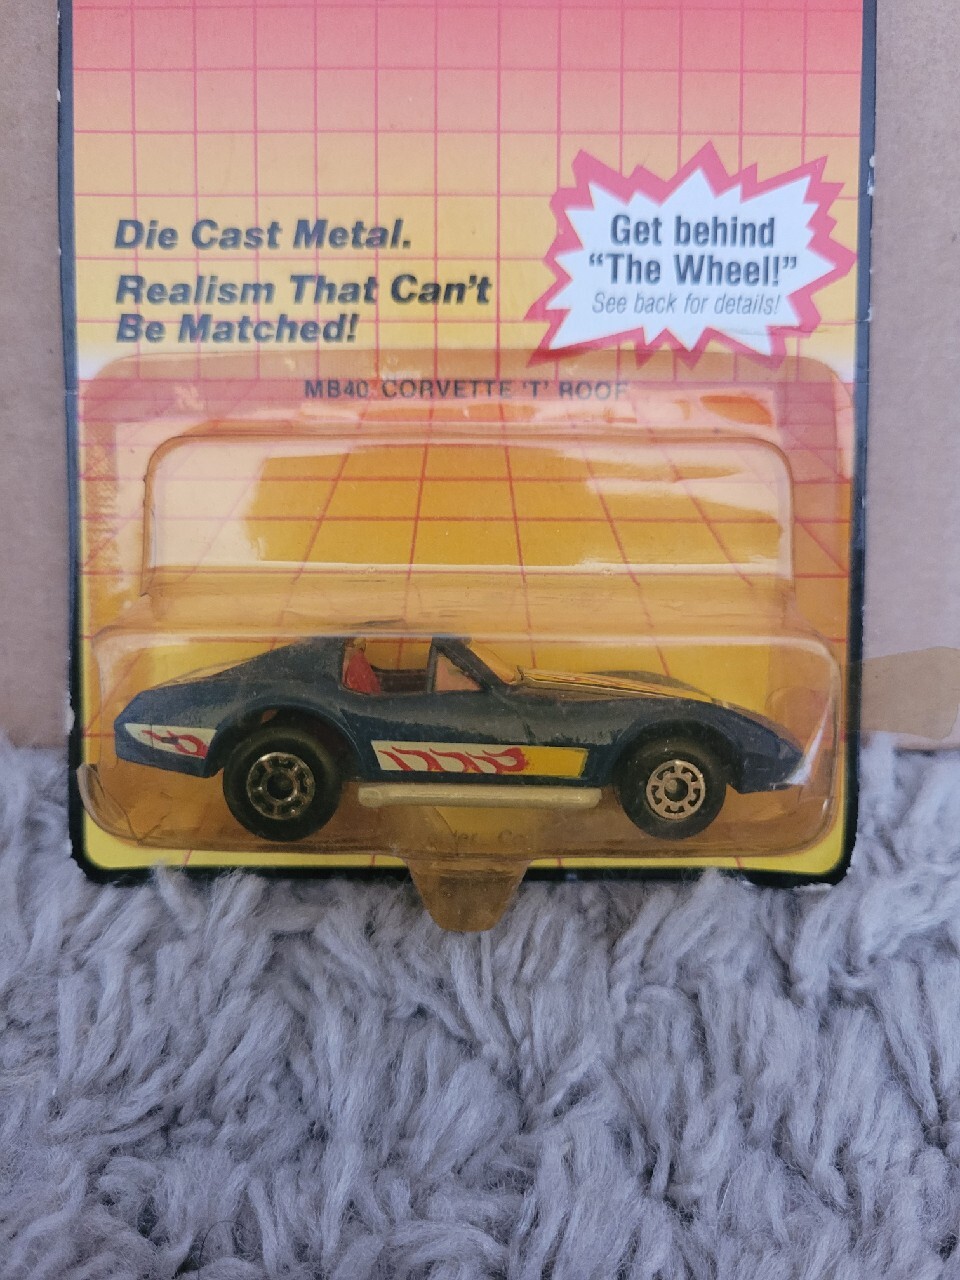 Die Cast Metal.
Realism That Can't
Be Matched!
Get behind
“The Wheel!”
See back for details!
MB40 CORVETTE 'T' ROOF